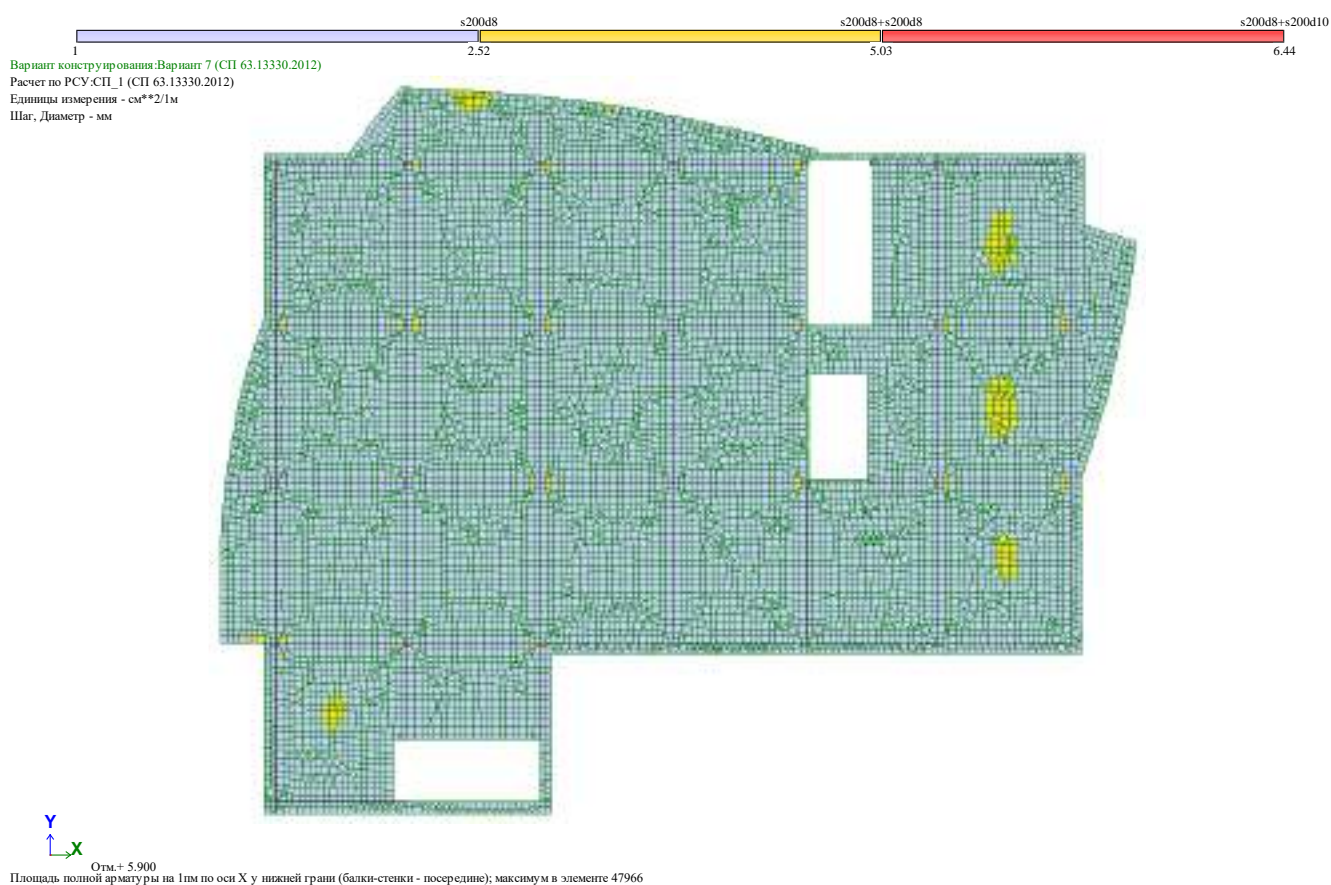 s200d8 s200d8+s200d8 s200d8+s200d10
1 2.52 5.03 6.44
Вариант конструирования:Вариант 7 (СП 63.13330.2012)
Расчет по РСУ:СП_1 (СП 63.13330.2012)
Единицы измерения - см**2/1м
Шаг, Диаметр - мм
Y
X
Отм.+ 5.900
Площадь полной арматуры на 1пм по оси X у нижней грани (балки-стенки - посередине); максимум в элементе 47966